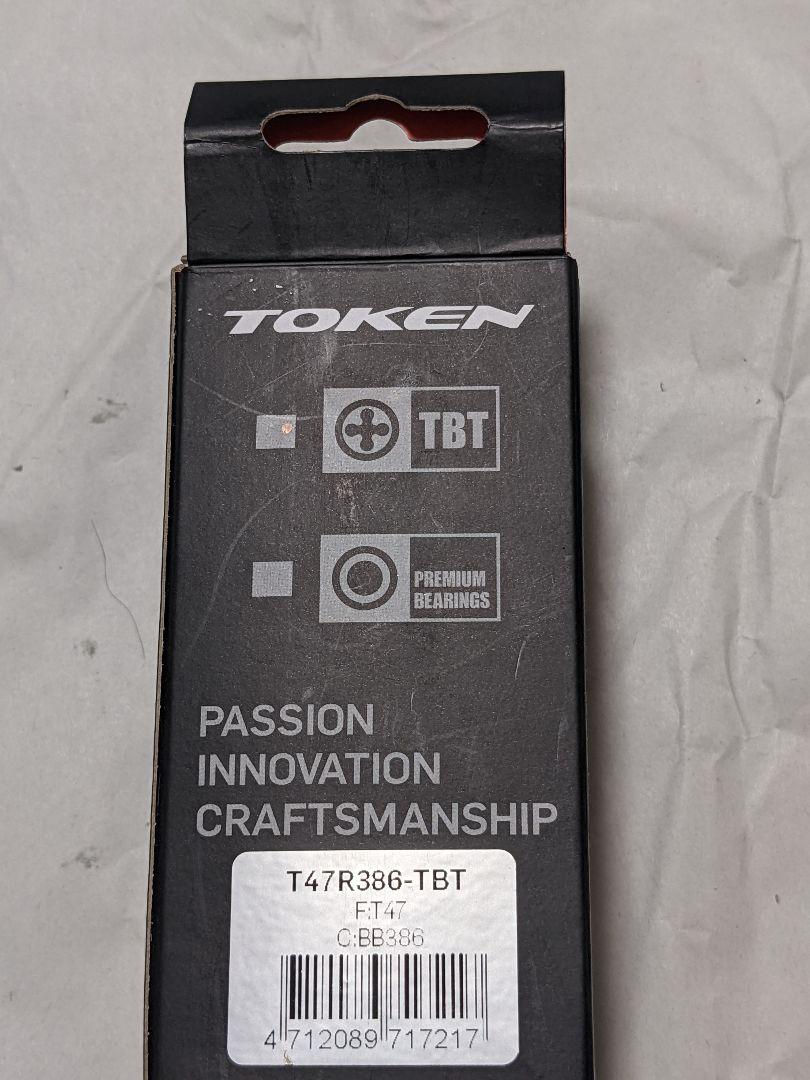 TOKEN
TBT
PREMIUM
BEARINGS
PASSION
INNOVATION
CRAFTSMANSHIP
T47R386-TBT
F:T47
C:BB386
4 712089 717217